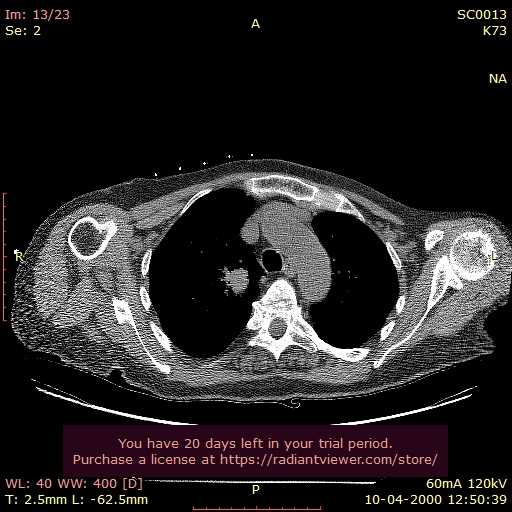 Im: 13/23
SC0013
Se: 2
A
K73
NA
R
L
You have 20 days left in your trial period.
Purchase a license at https://radiantviewer.com/store/
WL: 40 WW: 400 [D]
P
60mA 120kV
T: 2.5mm L: -62.5mm
10-04-2000 12:50:39